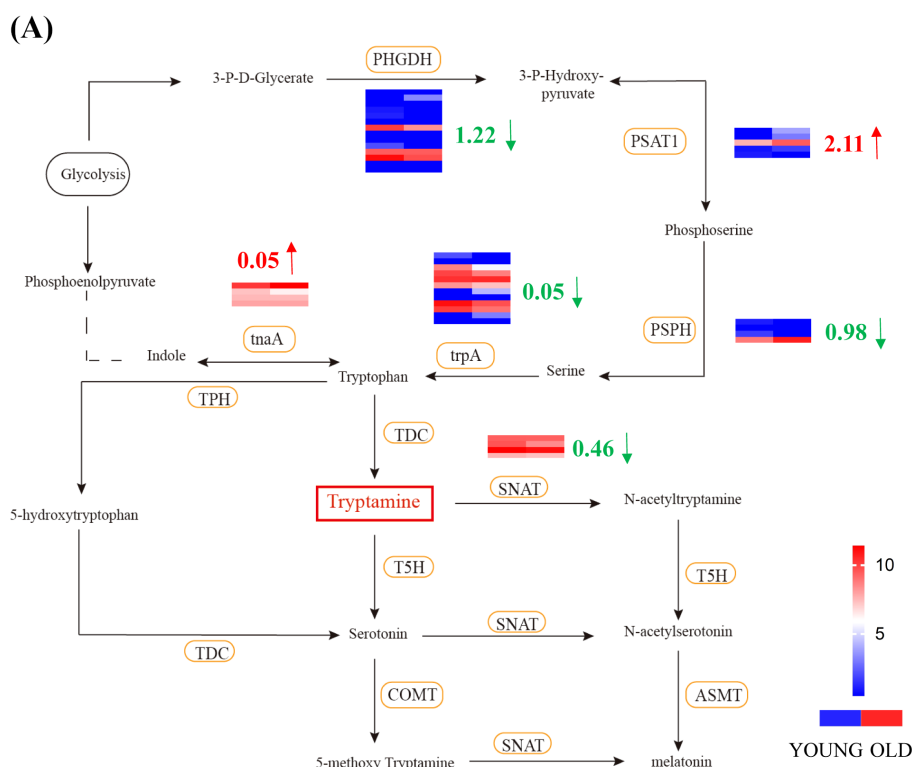 (A)
PHGDH
3-P-D-Glycerate
3-P-Hydroxy-
pyruvate
1.22
PSAT1
2.11
Glycolysis
Phosphoserine
0.05
Phosphoenolpyruvate
0.05
tnaA
trpA
PSPH
0.98
Indole
Serine
Tryptophan
TPH
TDC
0.46
SNAT
Tryptamine
N-acetyltryptamine
5-hydroxytryptophan
T5H
T5H
10
5
Serotonin
SNAT
N-acetylserotonin
TDC
COMT
ASMT
SNAT
5-methoxy Tryptamine
melatonin
YOUNG OLD